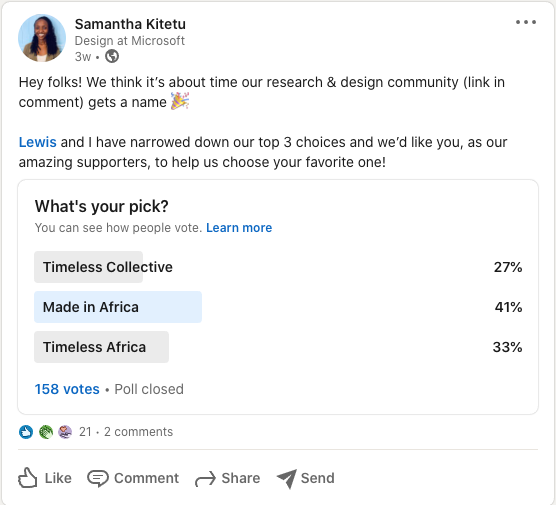 Samantha Kitetu
Design at Microsoft
3w •
Hey folks! We think it's about time our research & design community (link in
comment) gets a name 🎉
Lewis and I have narrowed down our top 3 choices and we'd like you, as our
amazing supporters, to help us choose your favorite one!
What's your pick?
You can see how people vote. Learn more
Timeless Collective 27%
Made in Africa 41%
Timeless Africa 33%
158 votes • Poll closed
21 · 2 comments
Like Comment Share Send